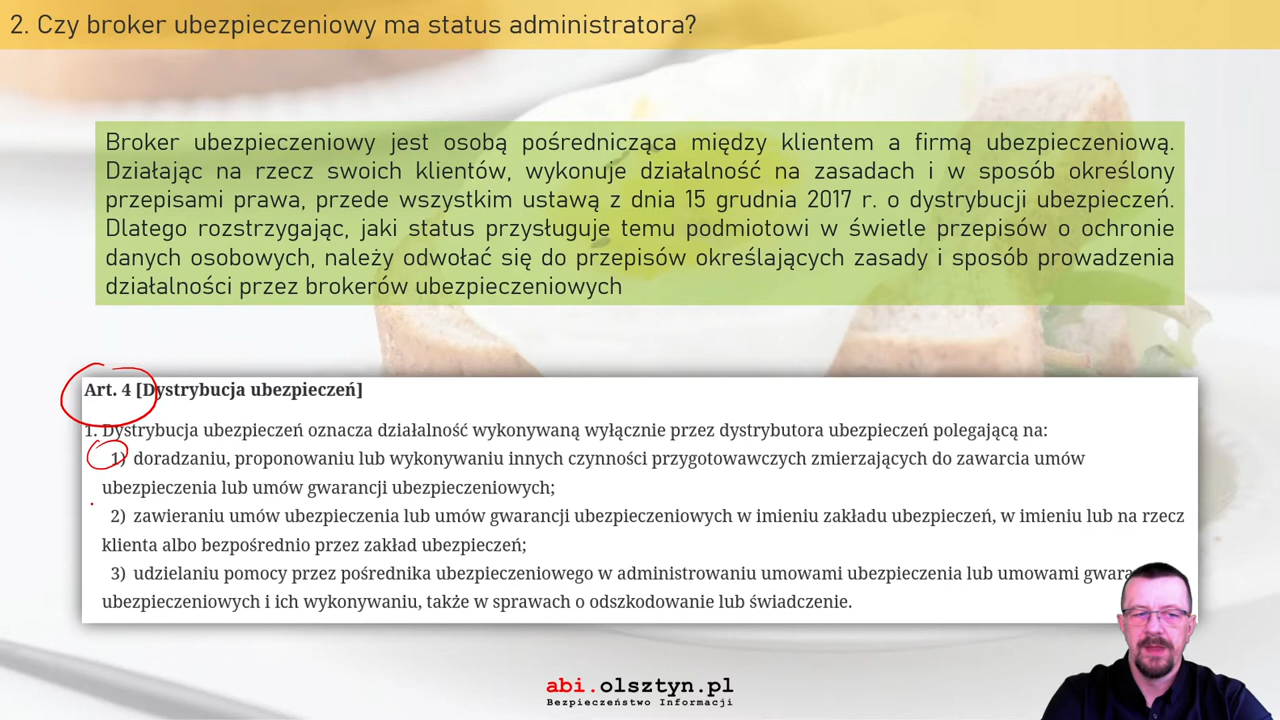 2. Czy broker ubezpieczeniowy ma status administratora?
Broker ubezpieczeniowy jest osobą pośrednicząca między klientem a firmą ubezpieczeniową.
Działając na rzecz swoich klientów, wykonuje działalność na zasadach i w sposób określony
przepisami prawa, przede wszystkim ustawą z dnia 15 grudnia 2017 r. o dystrybucji ubezpieczeń.
Dlatego rozstrzygając, jaki status przysługuje temu podmiotowi w świetle przepisów o ochronie
danych osobowych, należy odwołać się do przepisów określających zasady i sposób prowadzenia
działalności przez brokerów ubezpieczeniowych
Art. 4 [Dystrybucja ubezpieczeń]
1. Dystrybucja ubezpieczeń oznacza działalność wykonywaną wyłącznie przez dystrybutora ubezpieczeń polegającą na:
1) doradzaniu, proponowaniu lub wykonywaniu innych czynności przygotowawczych zmierzających do zawarcia umów
ubezpieczenia lub umów gwarancji ubezpieczeniowych;
2) zawieraniu umów ubezpieczenia lub umów gwarancji ubezpieczeniowych w imieniu zakładu ubezpieczeń, w imieniu lub na rzecz
klienta albo bezpośrednio przez zakład ubezpieczeń;
3) udzielaniu pomocy przez pośrednika ubezpieczeniowego w administrowaniu umowami ubezpieczenia lub umowami gwara
ubezpieczeniowych i ich wykonywaniu, także w sprawach o odszkodowanie lub świadczenie.
abi.olsztyn.pl
Bezpieczeństwo Informacji